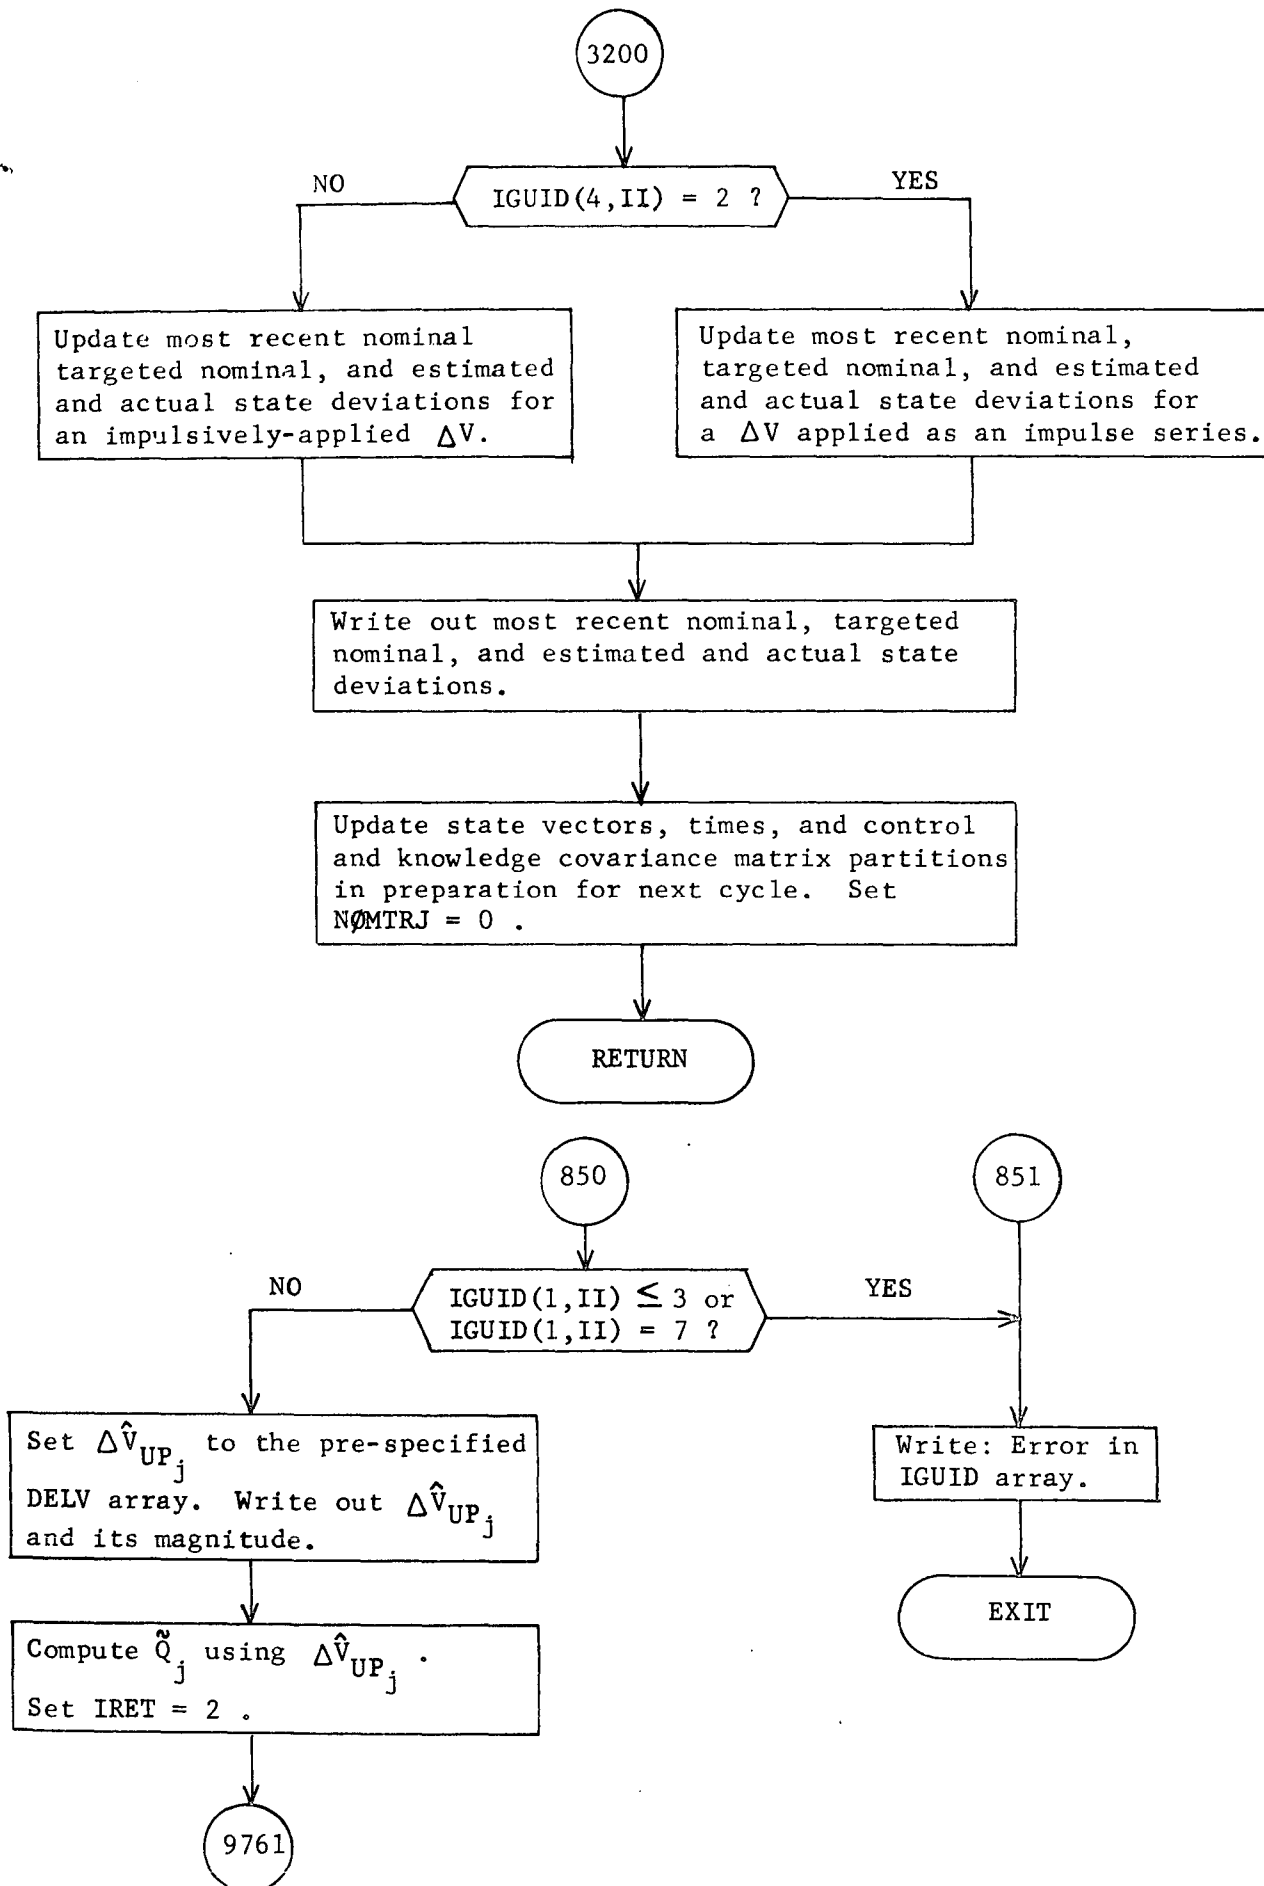 3200
IGUID(4,II) = 2 ?
NO
YES
Update most recent nominal
targeted nominal, and estimated
and actual state deviations for
an impulsively-applied ΔV.
Update most recent nominal,
targeted nominal, and estimated
and actual state deviations for
a ΔV applied as an impulse series.
Write out most recent nominal, targeted
nominal, and estimated and actual state
deviations.
Update state vectors, times, and control
and knowledge covariance matrix partitions
in preparation for next cycle. Set
NØMTRJ = 0 .
RETURN
850
851
NO
IGUID(1,II) ≤ 3 or
IGUID(1,II) = 7 ?
YES
Set ΔV̂_UP_j to the pre-specified
DELV array. Write out ΔV̂_UP_j
and its magnitude.
Write: Error in
IGUID array.
EXIT
Compute Q̃_j using ΔV̂_UP_j .
Set IRET = 2 .
9761